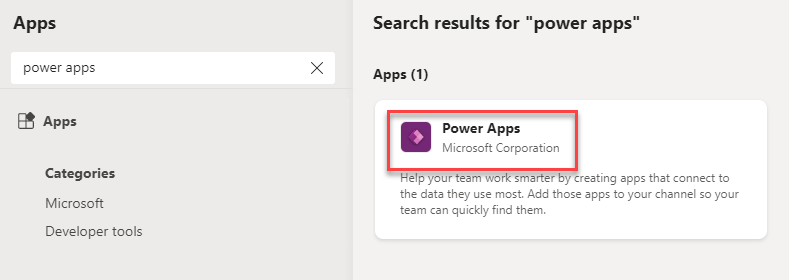 Apps
power apps
Apps
Categories
Microsoft
Developer tools
Search results for "power apps"
Apps (1)
Power Apps
Microsoft Corporation
Help your team work smarter by creating apps that connect to
the data they use most. Add those apps to your channel so your
team can quickly find them.